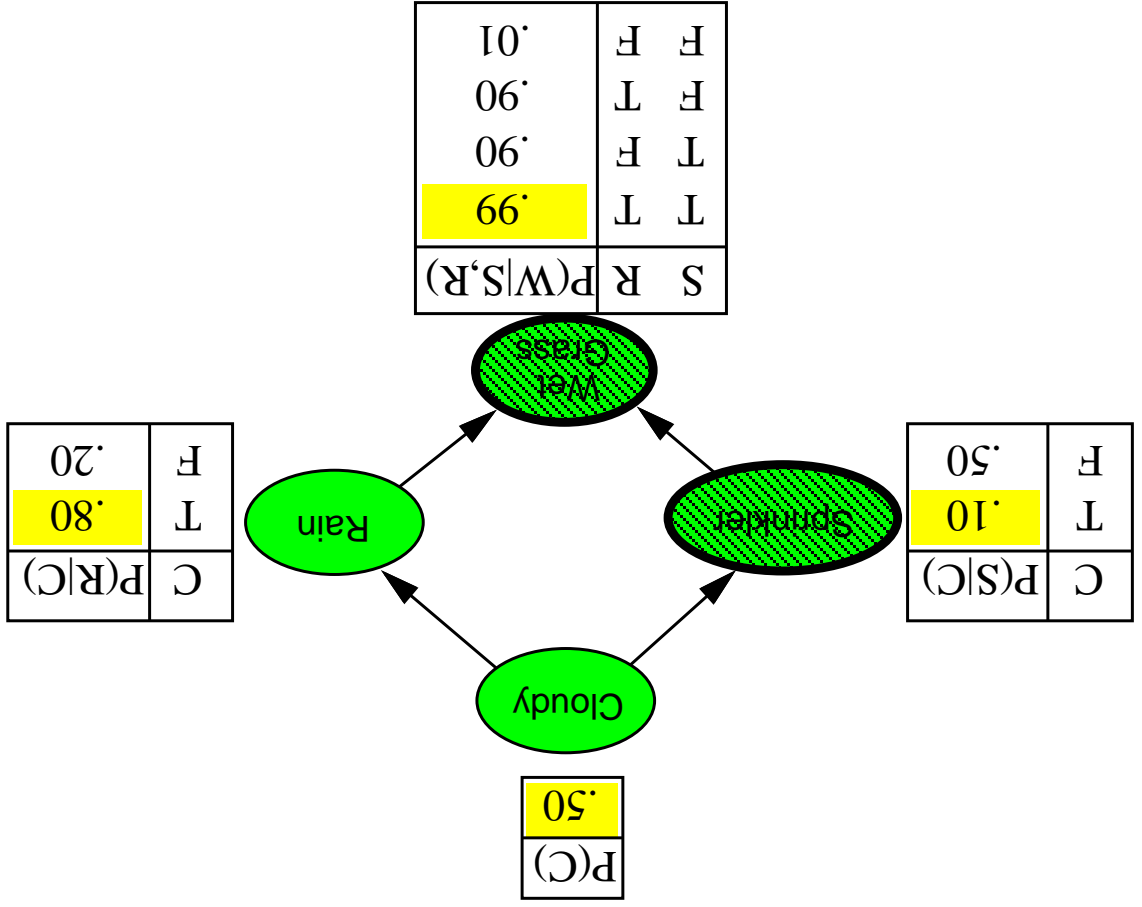 P(C)
.50
Cloudy
C P(S|C)
T .10
F .50
Sprinkler
Rain
C P(R|C)
T .80
F .20
Wet
Grass
S R P(W|S,R)
T T .99
T F .90
F T .90
F F .01